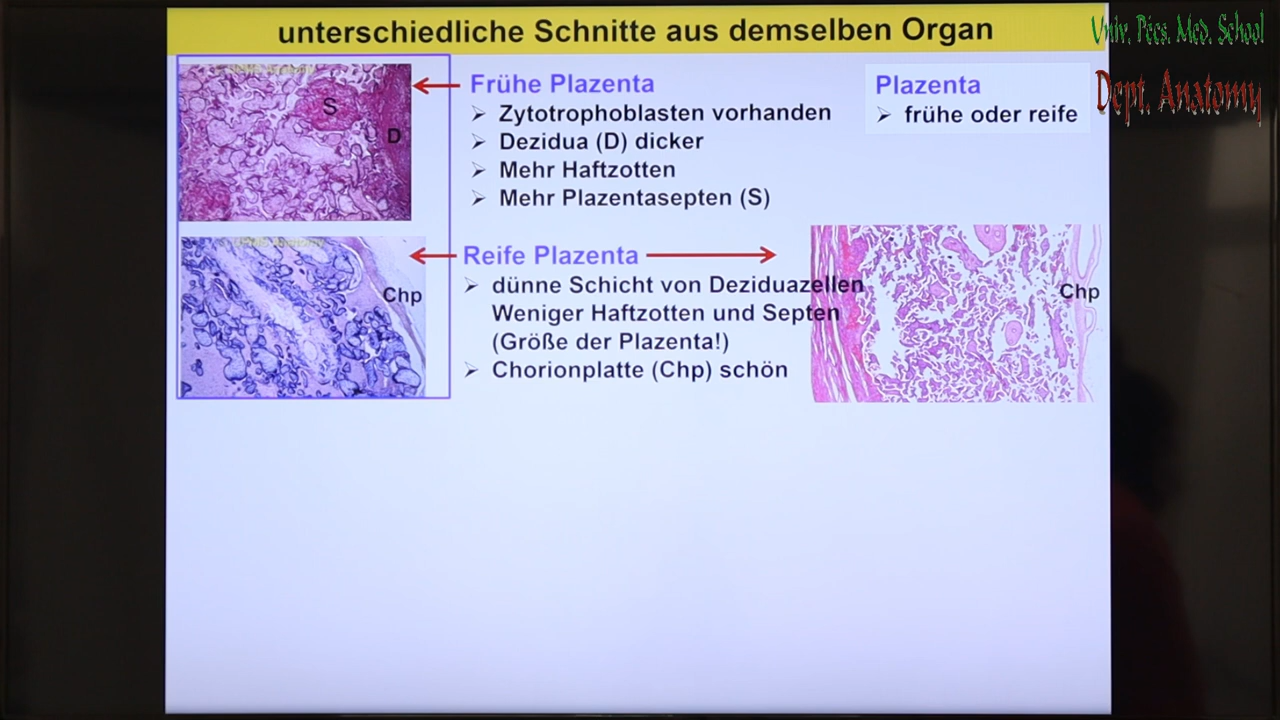 unterschiedliche Schnitte aus demselben Organ
Univ. Pécs. Med. School
Dept. Anatomy
Frühe Plazenta
Zytotrophoblasten vorhanden
Dezidua (D) dicker
Mehr Haftzotten
Mehr Plazentasepten (S)
Plazenta
frühe oder reife
S
D
Reife Plazenta
dünne Schicht von Deziduazellen
Weniger Haftzotten und Septen
(Größe der Plazenta!)
Chorionplatte (Chp) schön
Chp
Chp